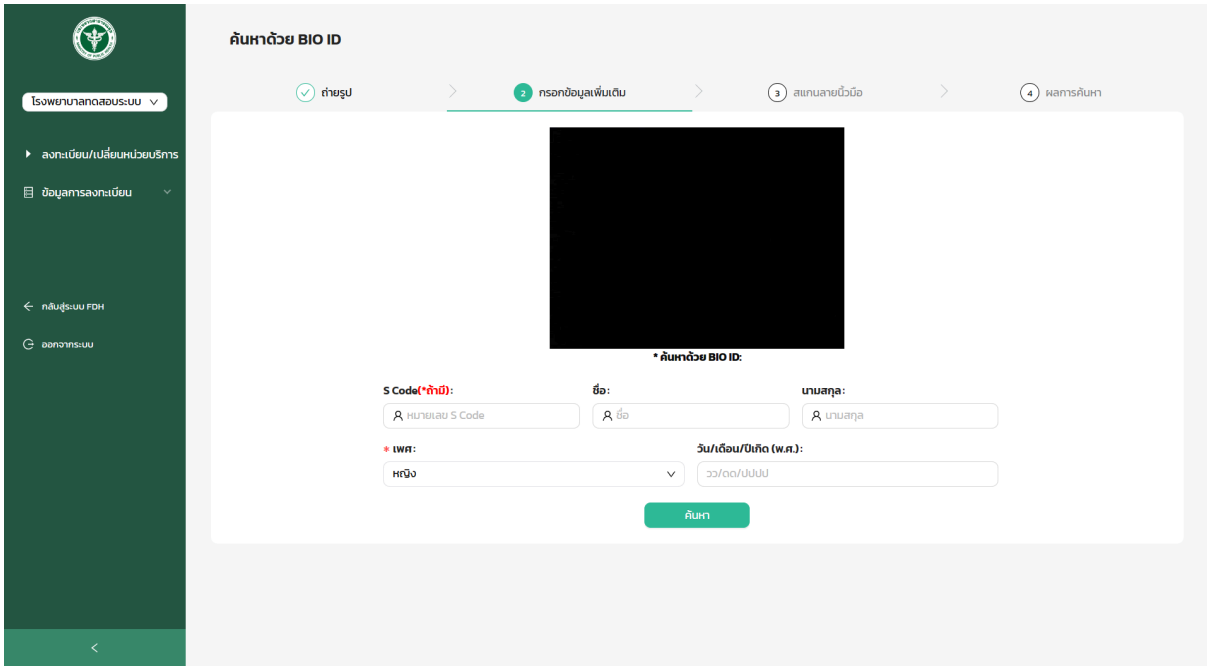 ค้นหาด้วย BIO ID
โรงพยาบาลทดสอบระบบ
ถ่ายรูป
2 กรอกข้อมูลเพิ่มเติม
3 สแกนลายนิ้วมือ
4 ผลการค้นหา
ลงทะเบียน/เปลี่ยนหน่วยบริการ
ข้อมูลการลงทะเบียน
กลับสู่ระบบ FDH
ออกจากระบบ
* ค้นหาด้วย BIO ID:
S Code(*ถ้ามี): ชื่อ: นามสกุล:
หมายเลข S Code ชื่อ นามสกุล
* เพศ: วัน/เดือน/ปีเกิด (พ.ศ.):
หญิง วว/ดด/ปปปป
ค้นหา